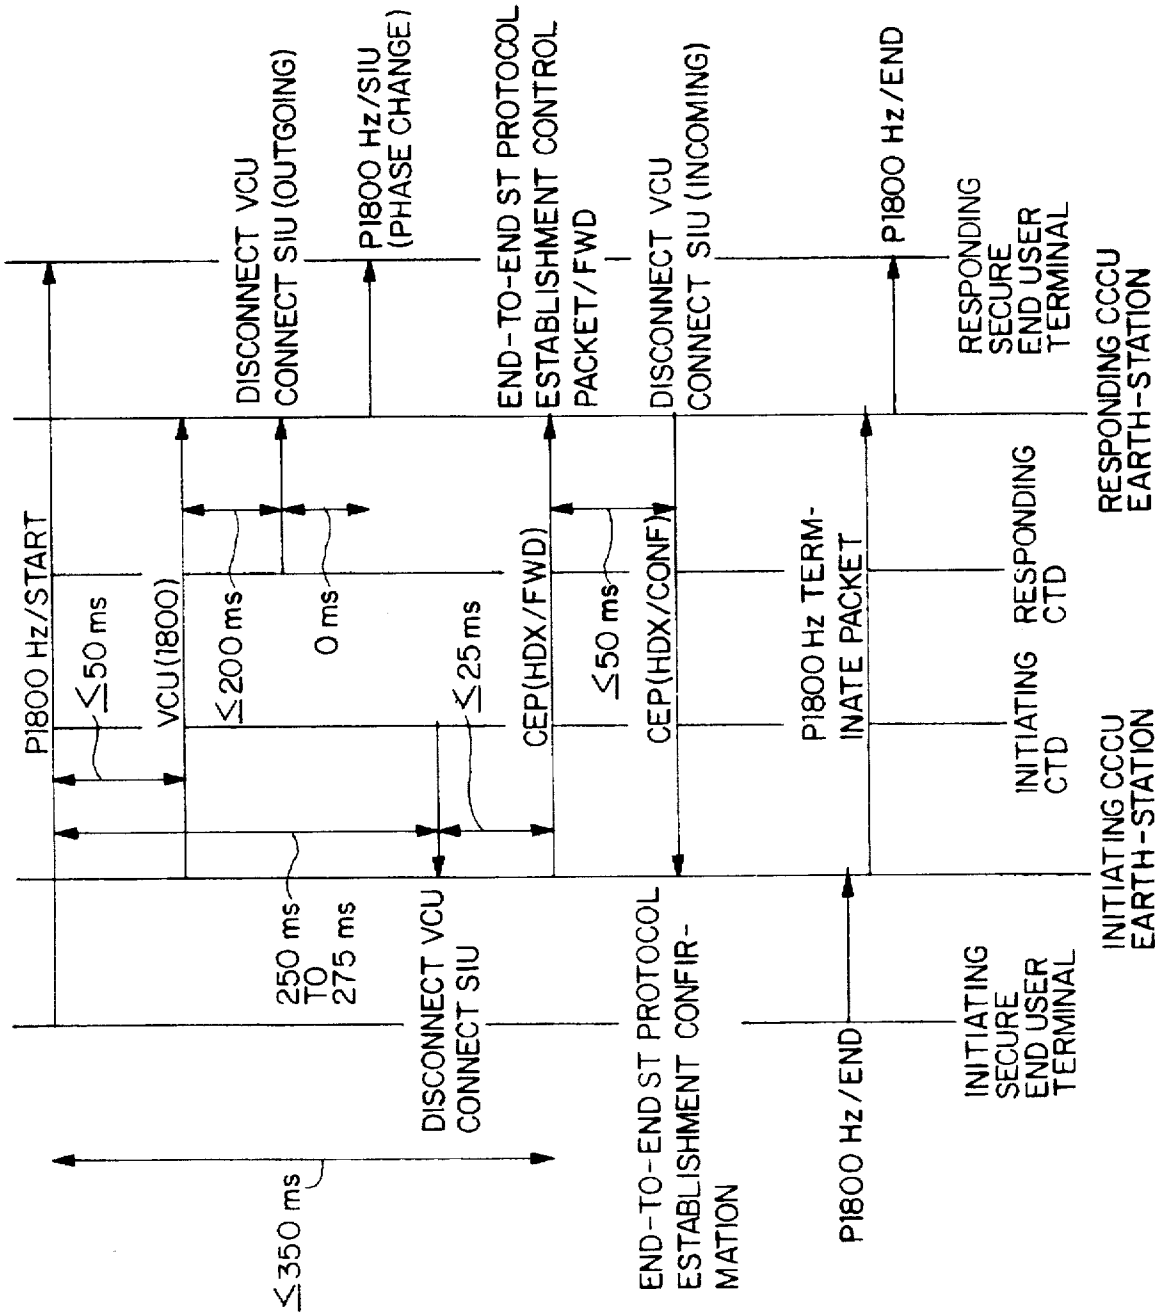 P1800 Hz/START
≤50 ms
VCU(1800)
≤200 ms
DISCONNECT VCU
CONNECT SIU (OUTGOING)
0 ms
P1800 Hz/SIU
(PHASE CHANGE)
250 ms
TO
275 ms
≤350 ms
DISCONNECT VCU
CONNECT SIU
≤25ms
CEP(HDX/FWD)
END-TO-END ST PROTOCOL
ESTABLISHMENT CONTROL
PACKET/FWD
≤50 ms
CEP(HDX/CONF)
DISCONNECT VCU
CONNECT SIU (INCOMING)
END-TO-END ST PROTOCOL
ESTABLISHMENT CONFIR-
MATION
P1800 Hz TERM-
INATE PACKET
P1800 Hz/END
P1800 Hz/END
INITIATING
SECURE
END USER
TERMINAL
INITIATING CCCU
EARTH-STATION
INITIATING
CTD
RESPONDING
CTD
RESPONDING CCCU
EARTH-STATION
RESPONDING
SECURE
END USER
TERMINAL